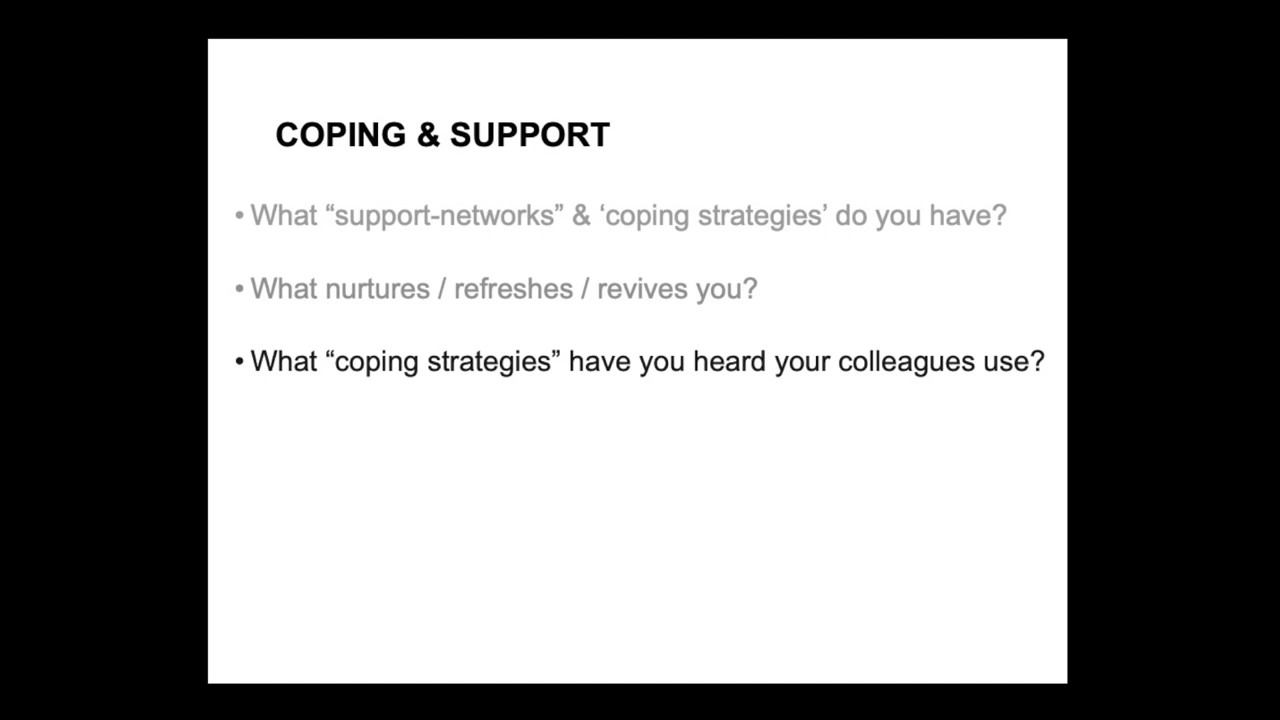 COPING & SUPPORT
• What “support-networks” & ‘coping strategies’ do you have?
• What nurtures / refreshes / revives you?
• What “coping strategies” have you heard your colleagues use?